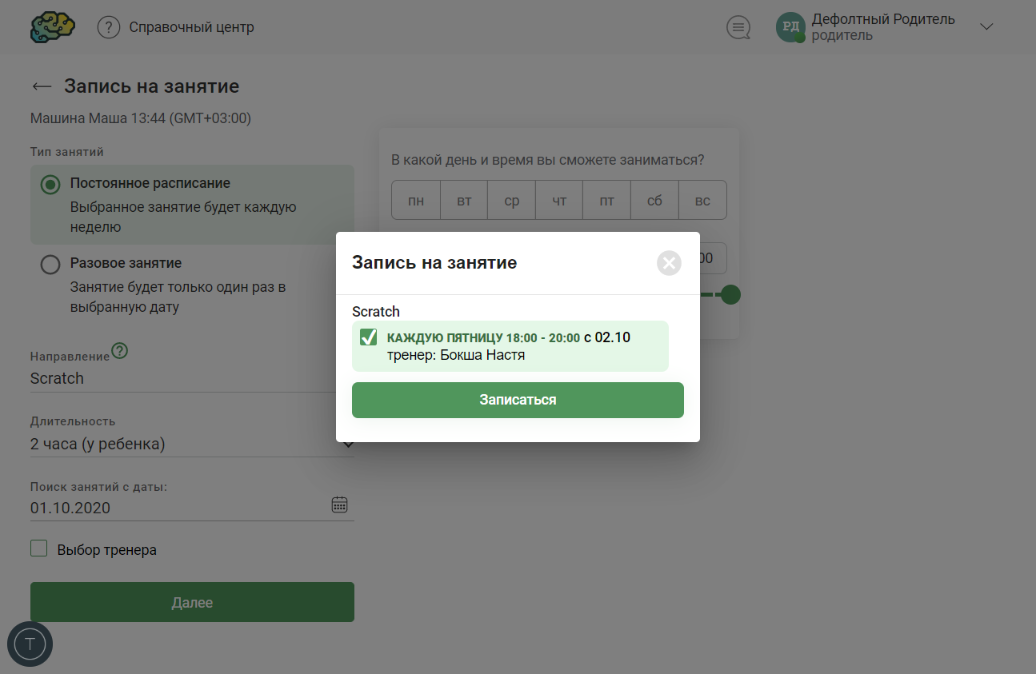 Справочный центр
РД
Дефолтный Родитель
родитель
Запись на занятие
Машина Маша 13:44 (GMT+03:00)
Тип занятий
Постоянное расписание
Выбранное занятие будет каждую
неделю
Разовое занятие
Занятие будет только один раз в
выбранную дату
Направление
Scratch
Длительность
2 часа (у ребенка)
Поиск занятий с даты:
01.10.2020
Выбор тренера
Далее
Т
В какой день и время вы сможете заниматься?
пн вт ср чт пт сб вс
00
Запись на занятие
Scratch
КАЖДУЮ ПЯТНИЦУ 18:00 - 20:00 с 02.10
тренер: Бокша Настя
Записаться